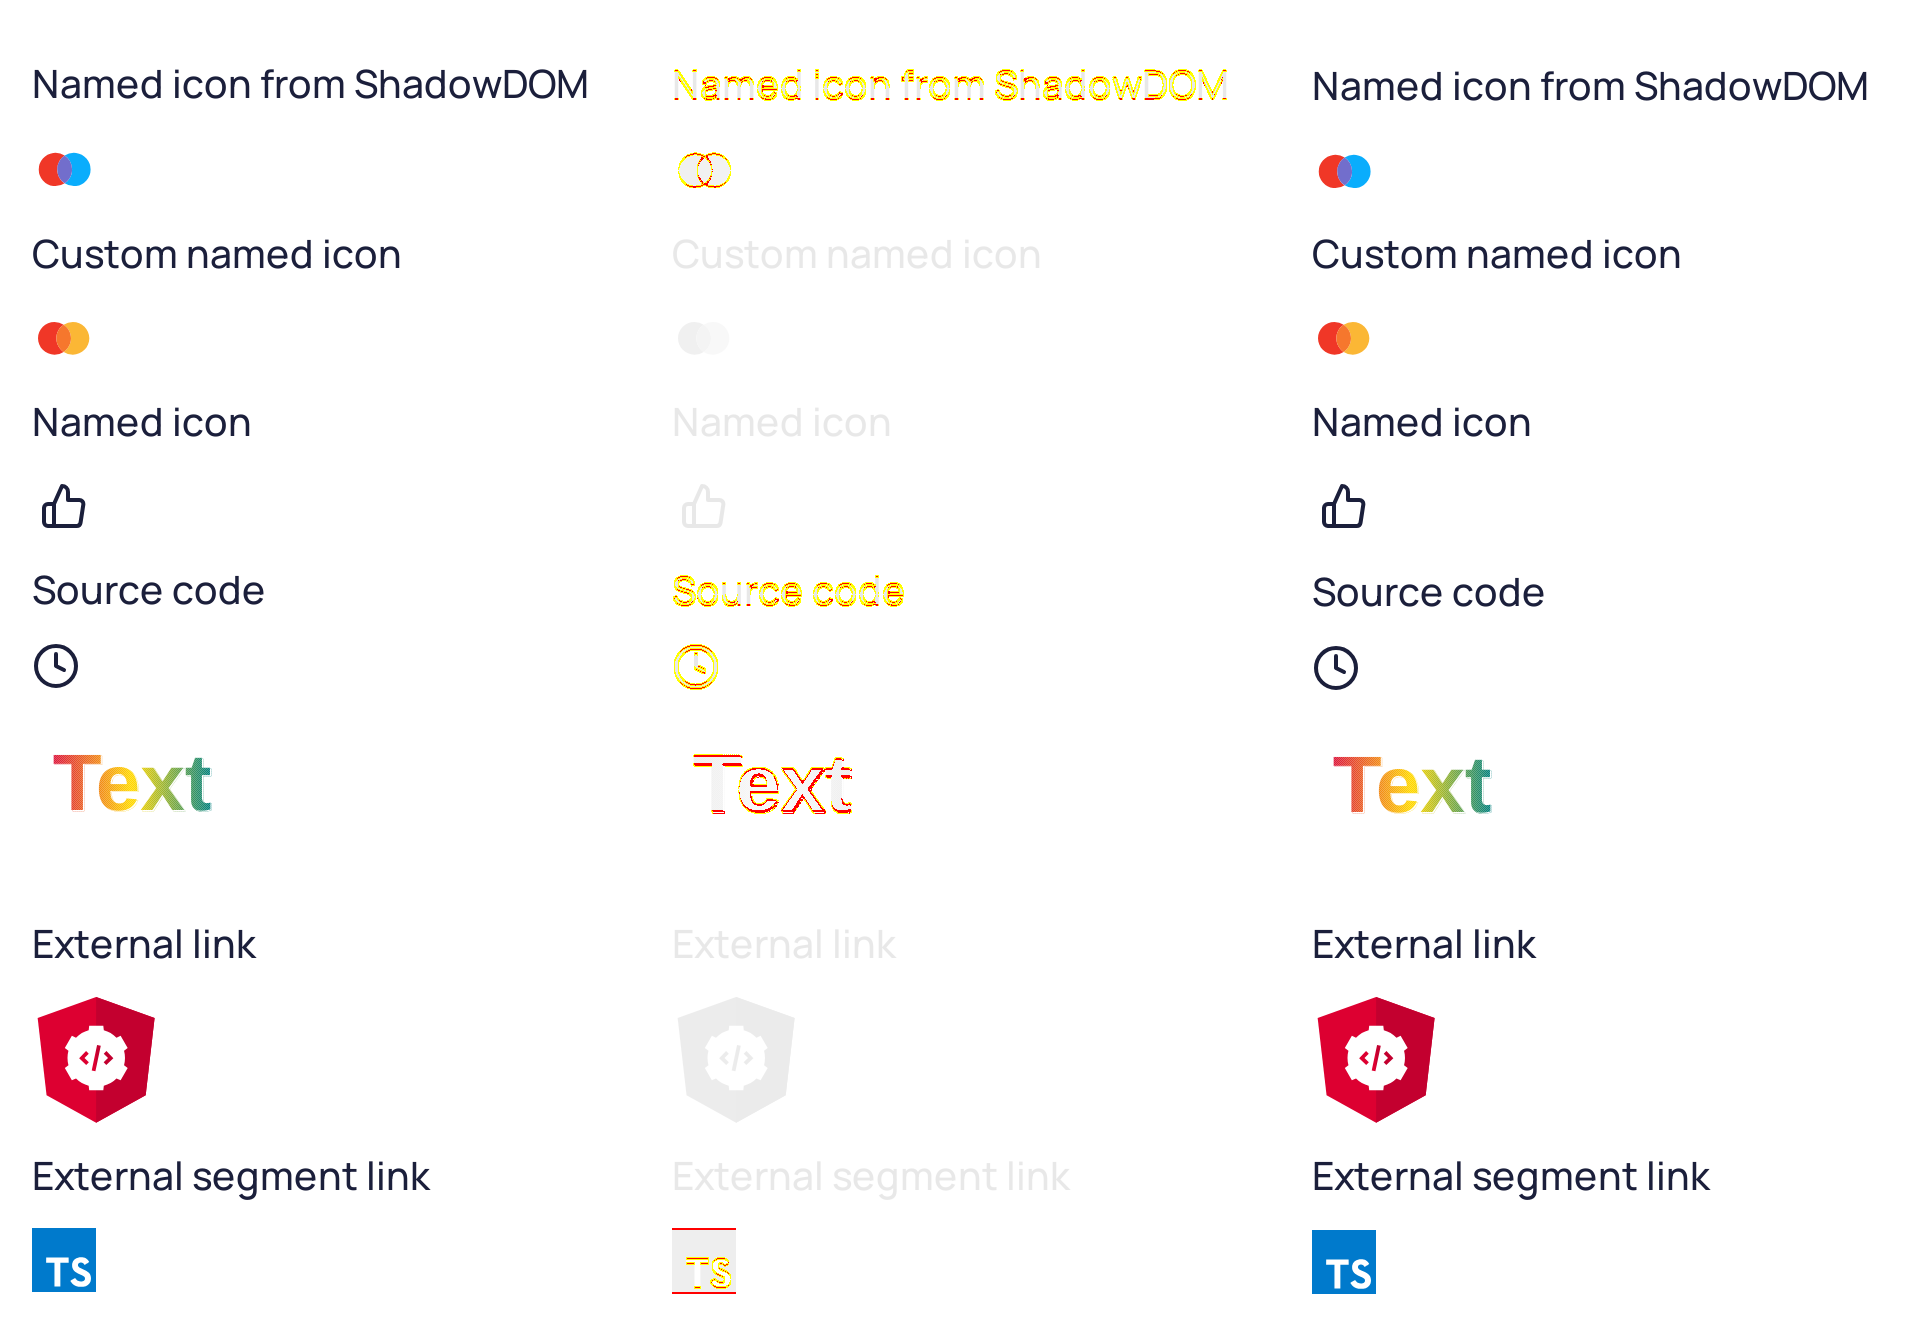 Named icon from ShadowDOM Named icon from ShadowDOM Named icon from ShadowDOM
Custom named icon Custom named icon Custom named icon
Named icon Named icon Named icon
Source code Source code Source code
Text Text Text
External link External link External link
</> </> </>
External segment link External segment link External segment link
TS TS TS